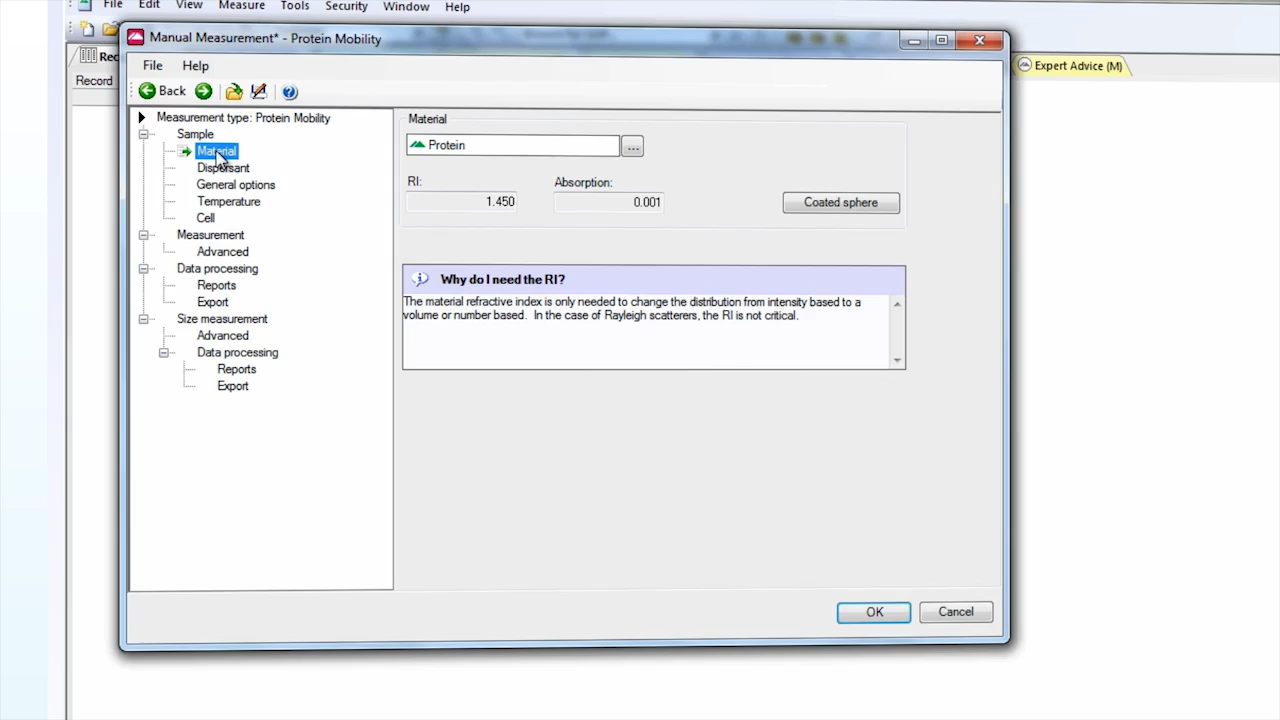 File Edit View Measure Tools Security Window Help
Manual Measurement* - Protein Mobility
Rec
Record
Expert Advice (M)
File Help
Back
Measurement type: Protein Mobility
Sample
Material
Dispersant
General options
Temperature
Cell
Measurement
Advanced
Data processing
Reports
Export
Size measurement
Advanced
Data processing
Reports
Export
Material
Protein ...
RI: Absorption:
1.450 0.001 Coated sphere
Why do I need the RI?
The material refractive index is only needed to change the distribution from intensity based to a
volume or number based. In the case of Rayleigh scatterers, the RI is not critical.
OK Cancel